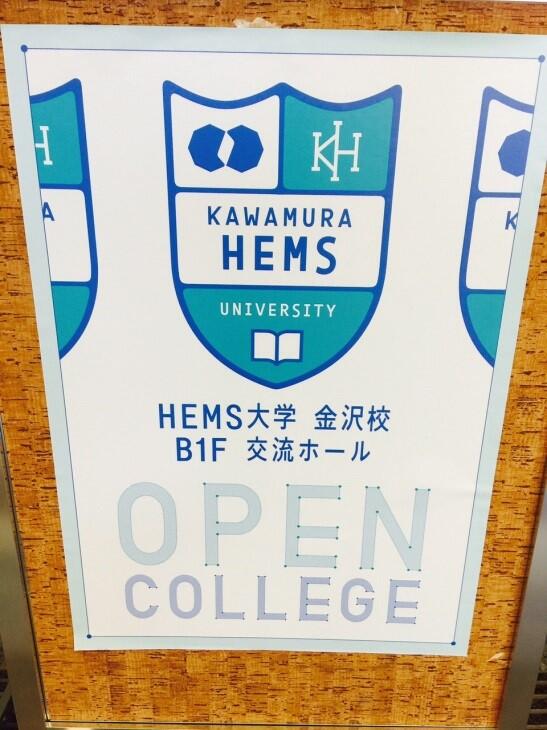 KH
KAWAMURA
HEMS
UNIVERSITY
HEMS大学 金沢校
B1F 交流ホール
OPEN
COLLEGE
H
A
K